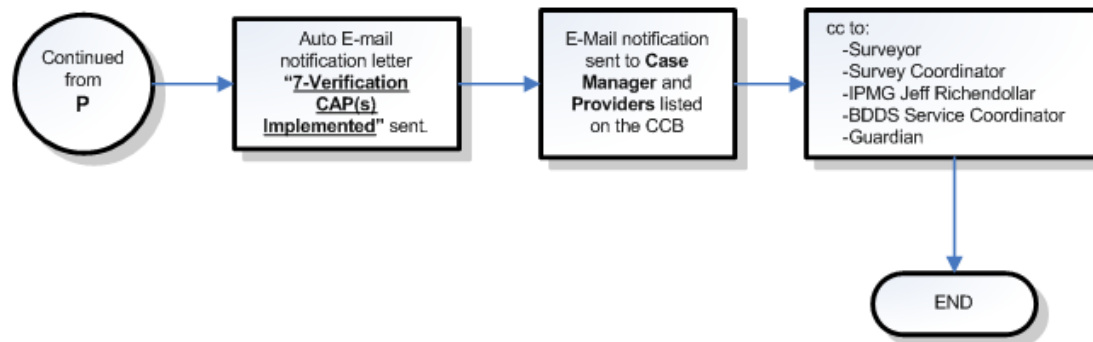 Continued
from
P
Auto E-mail
notification letter
“7-Verification
CAP(s)
Implemented” sent.
E-Mail notification
sent to Case
Manager and
Providers listed
on the CCB
cc to:
-Surveyor
-Survey Coordinator
-IPMG Jeff Richendollar
-BDDS Service Coordinator
-Guardian
END